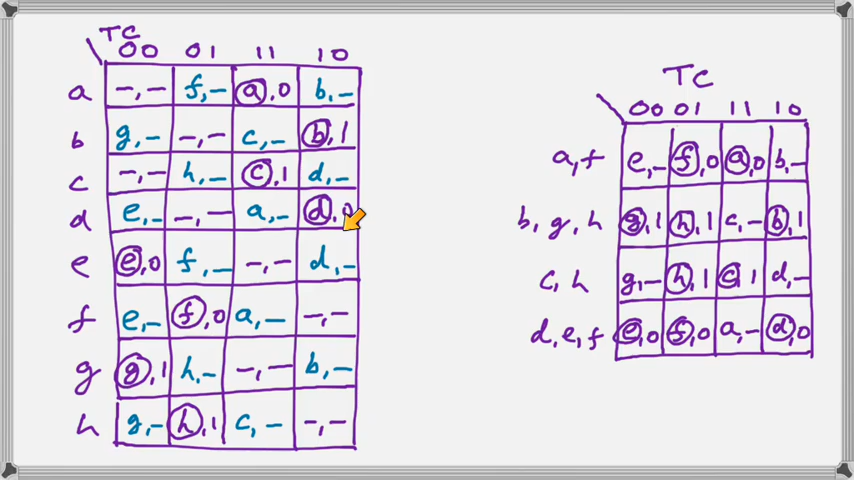 TC
00 01 11 10
a -,- f,- a,0 b,-
b g,- -,- c,- b,1
c -,- h,- c,1 d,-
d e,- -,- a,- d,0
e e,0 f,- -,- d,-
f e,- f,0 a,- -,-
g g,1 h,- -,- b,-
h g,- h,1 c,- -,-
TC
00 01 11 10
a,f e,- f,0 a,0 b,-
b,g,h g,1 h,1 c,- b,1
c,h g,- h,1 c,1 d,-
d,e,f e,0 f,0 a,- d,0